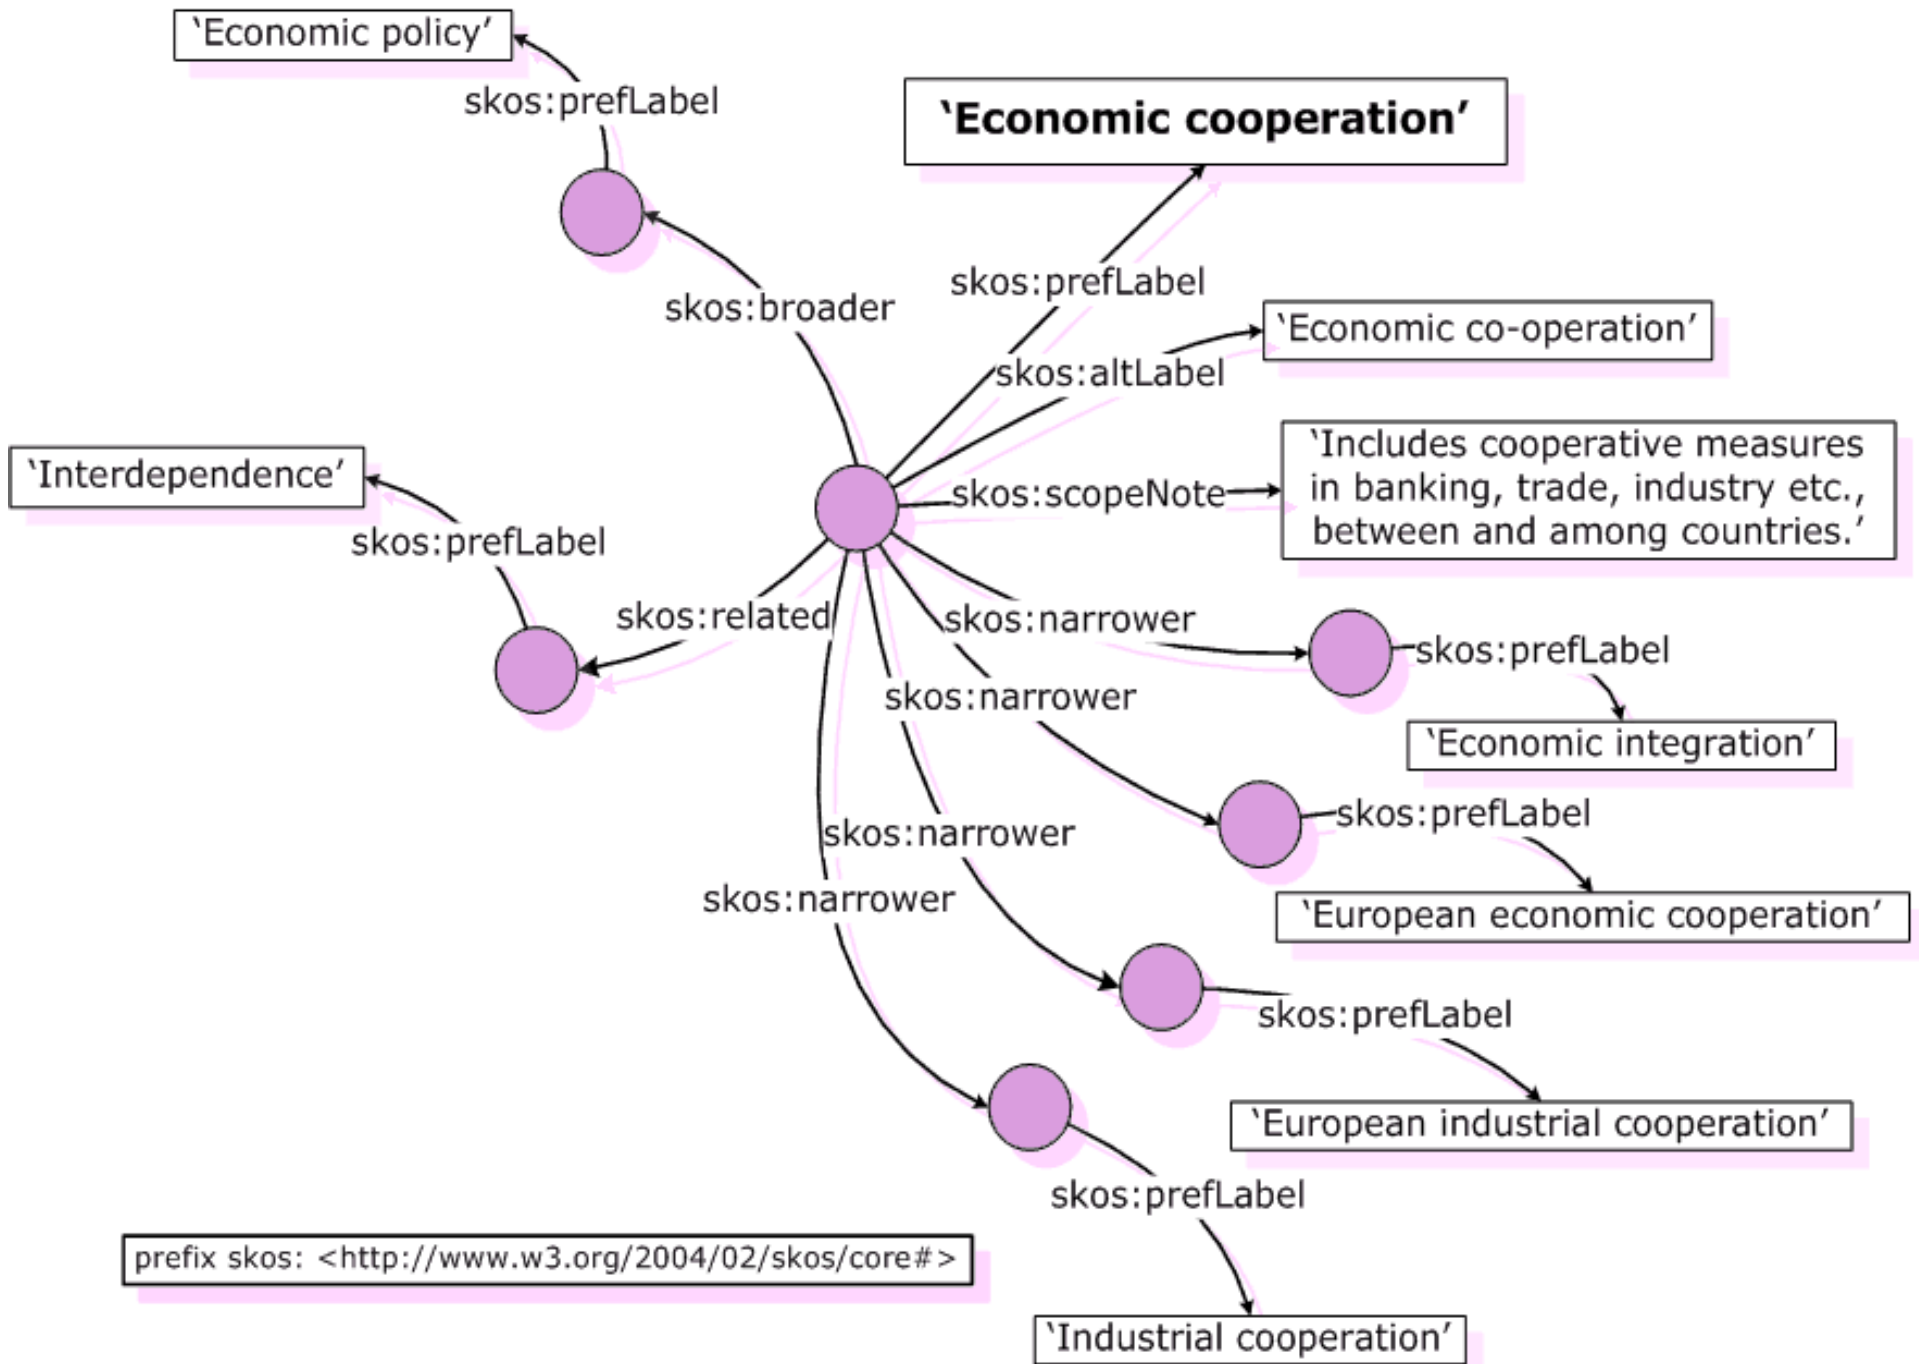 ‘Economic policy’
skos:prefLabel
‘Economic cooperation’
skos:prefLabel
skos:broader
‘Economic co-operation’
skos:altLabel
‘Includes cooperative measures
in banking, trade, industry etc.,
between and among countries.’
skos:scopeNote
‘Interdependence’
skos:prefLabel
skos:related
skos:narrower
skos:prefLabel
‘Economic integration’
skos:narrower
skos:prefLabel
‘European economic cooperation’
skos:narrower
skos:prefLabel
‘European industrial cooperation’
skos:narrower
skos:prefLabel
‘Industrial cooperation’
prefix skos: <http://www.w3.org/2004/02/skos/core#>